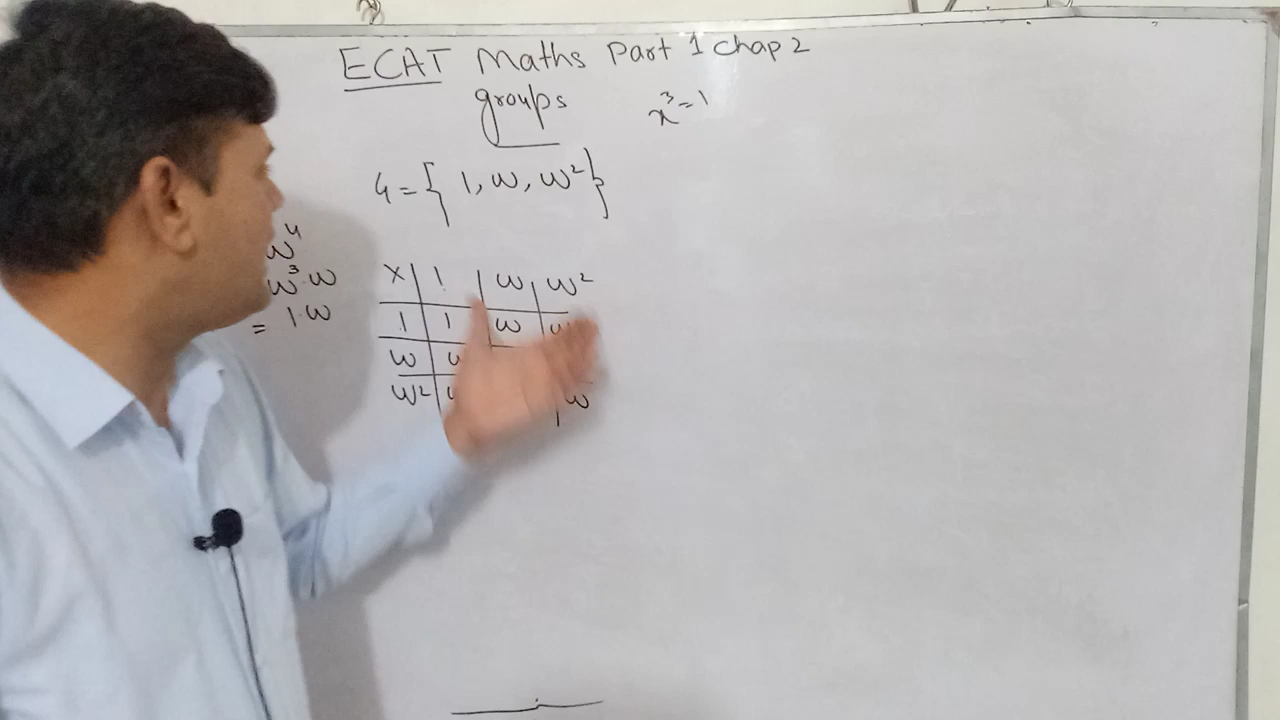 ECAT Maths Part 1 Chap 2
groups x³=1
G={1, ω, ω²}
ω⁴
ω³·ω
= 1·ω
× | 1 | ω | ω²
1 | 1 | ω
ω
ω²
ω